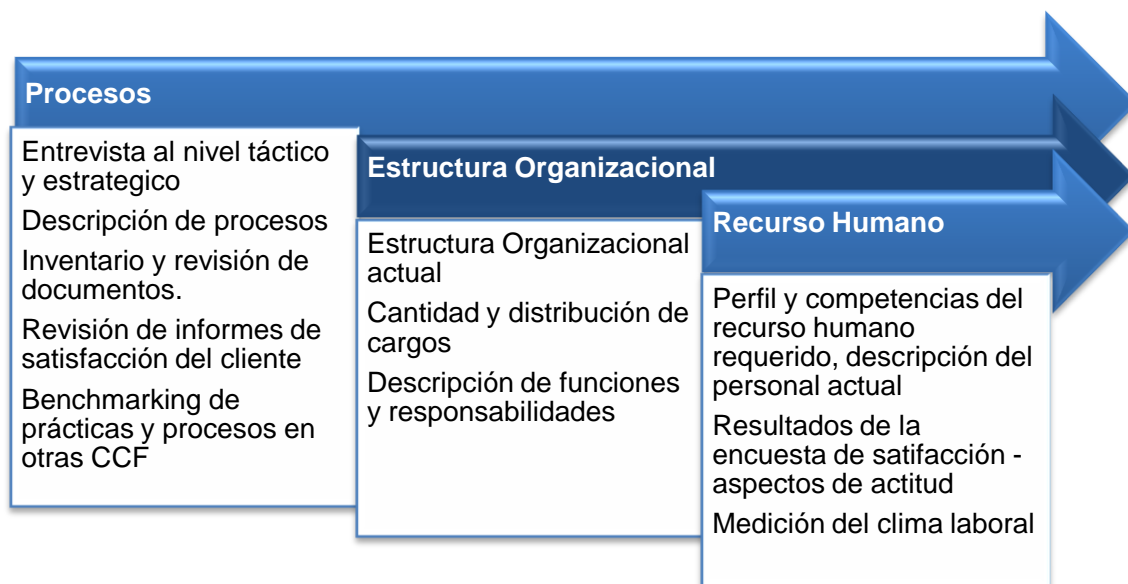 Procesos
Entrevista al nivel táctico
y estrategico
Descripción de procesos
Inventario y revisión de
documentos.
Revisión de informes de
satisfacción del cliente
Benchmarking de
prácticas y procesos en
otras CCF
Estructura Organizacional
Estructura Organizacional
actual
Cantidad y distribución de
cargos
Descripción de funciones
y responsabilidades
Recurso Humano
Perfil y competencias del
recurso humano
requerido, descripción del
personal actual
Resultados de la
encuesta de satifacción -
aspectos de actitud
Medición del clima laboral